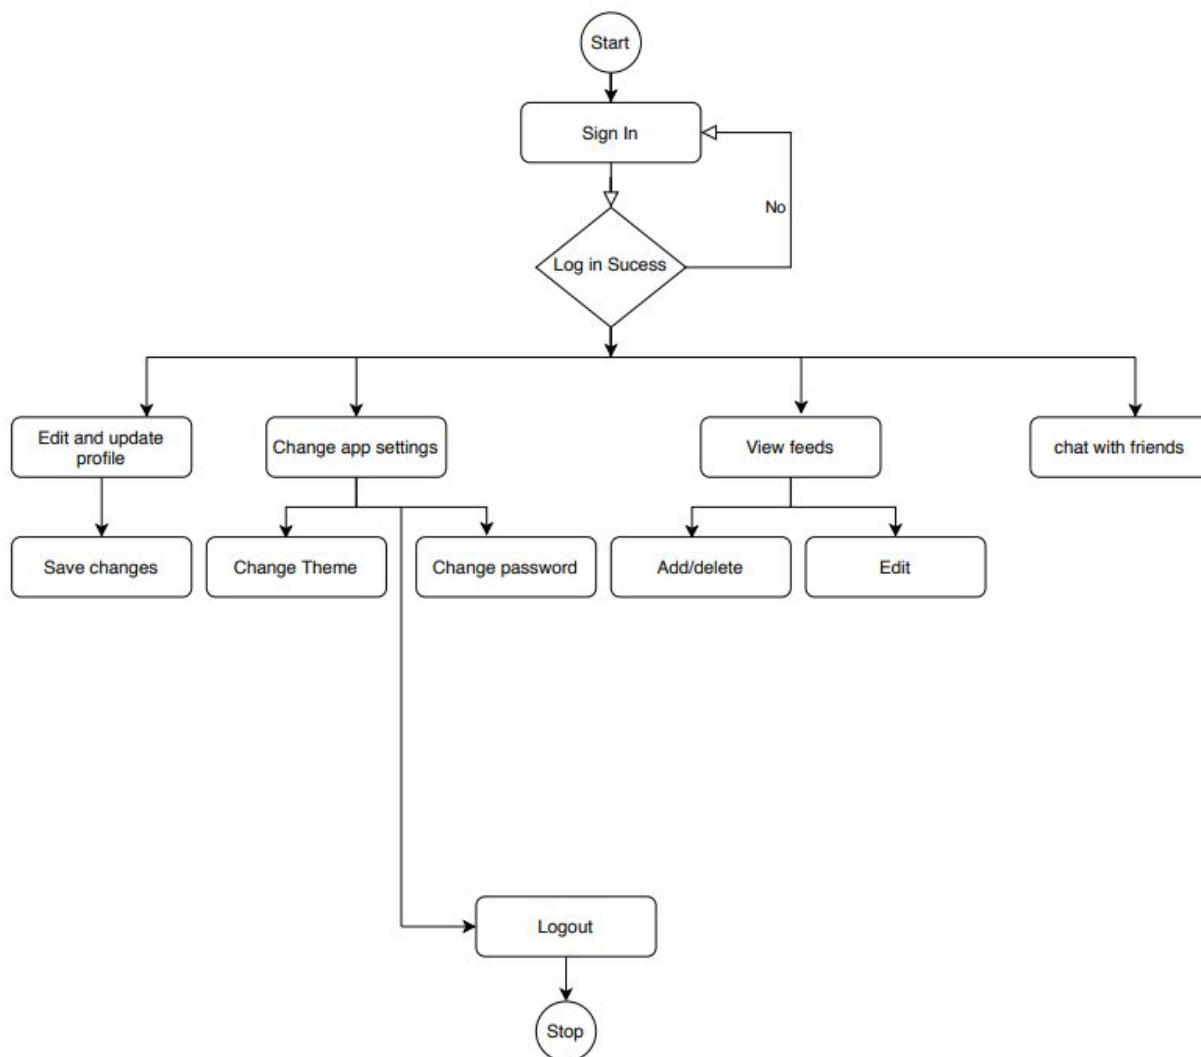 Start
Sign In
No
Log in Sucess
Edit and update
profile
Change app settings
View feeds
chat with friends
Save changes
Change Theme
Change password
Add/delete
Edit
Logout
Stop